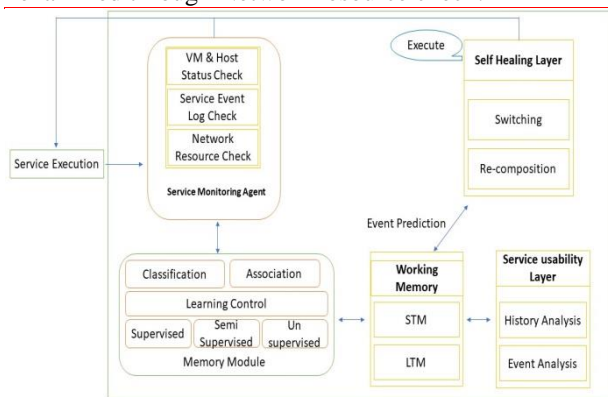 VM & Host
Status Check
Service Event
Log Check
Network
Resource Check
Service Monitoring Agent
Service Execution
Execute
Self Healing Layer
Switching
Re-composition
Event Prediction
Classification
Association
Learning Control
Supervised
Semi
Supervised
Un
supervised
Memory Module
Working
Memory
STM
LTM
Service usability
Layer
History Analysis
Event Analysis